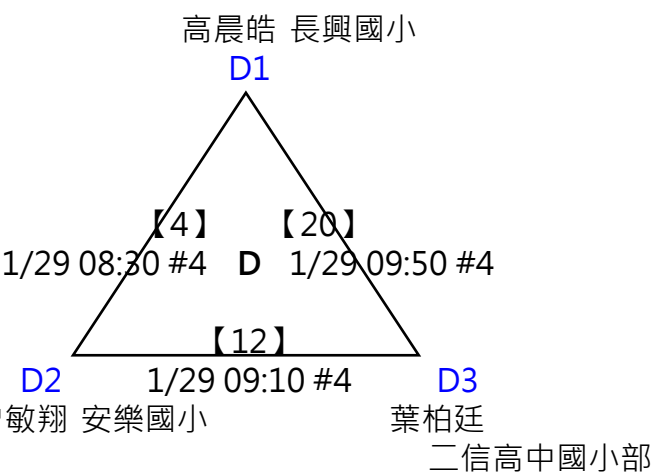 高晨皓 長興國小
D1
【4】 【20】
1/29 08:30 #4 D 1/29 09:50 #4
【12】
D2 1/29 09:10 #4 D3
敏翔 安樂國小 葉柏廷
二信高中國小部